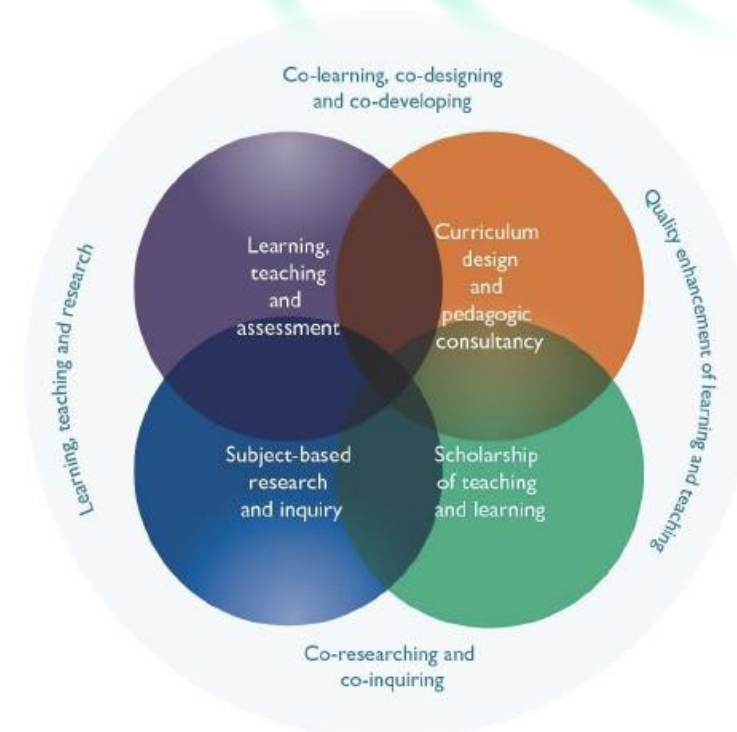 Co-learning, co-designing
and co-developing
Learning, teaching and research
Learning,
teaching
and
assessment
Curriculum
design
and
pedagogic
consultancy
Quality enhancement of learning and teaching
Subject-based
research
and inquiry
Scholarship
of teaching
and learning
Co-researching and
co-inquiring